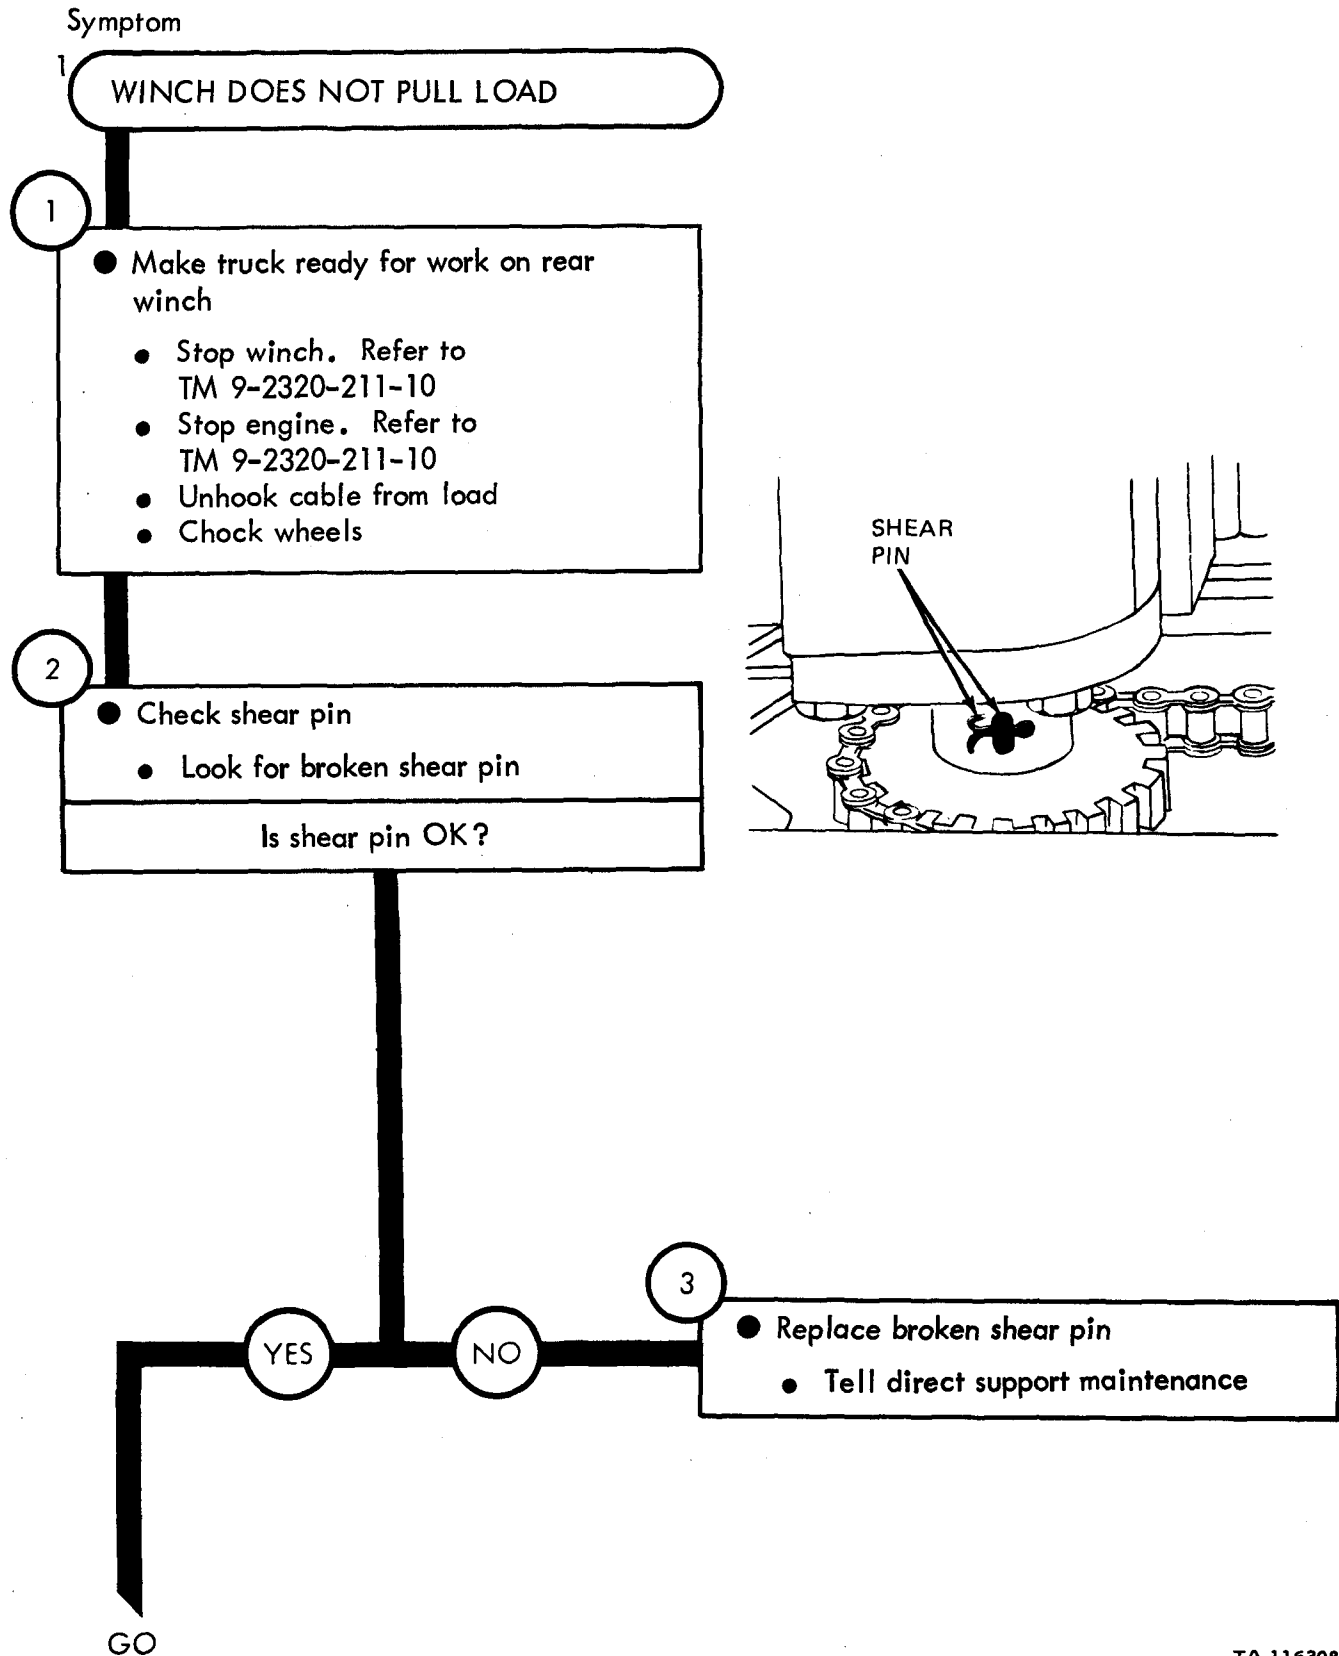 Symptom
1
WINCH DOES NOT PULL LOAD
1
● Make truck ready for work on rear
winch
● Stop winch. Refer to
TM 9-2320-211-10
● Stop engine. Refer to
TM 9-2320-211-10
● Unhook cable from load
● Chock wheels
SHEAR
PIN
2
● Check shear pin
● Look for broken shear pin
Is shear pin OK?
3
● Replace broken shear pin
● Tell direct support maintenance
YES
NO
GO
TA 116308